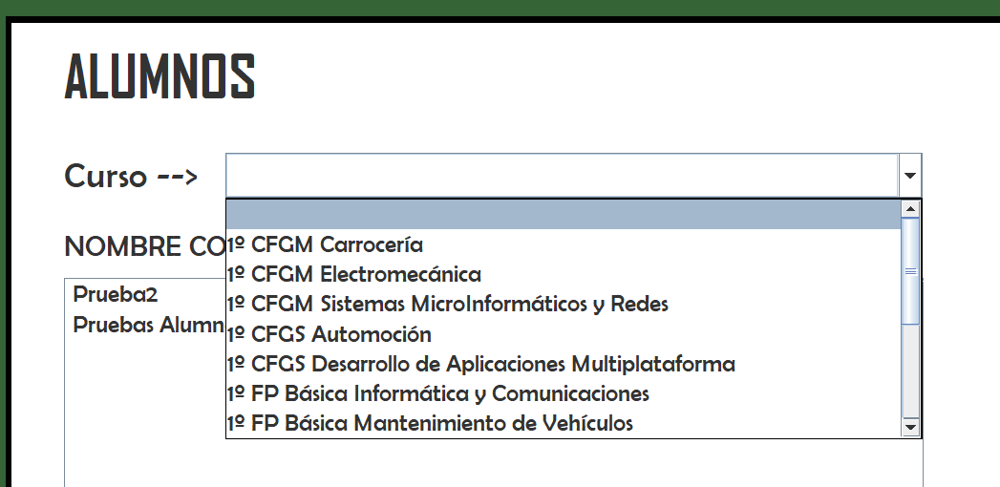 ALUMNOS
Curso -->
NOMBRE CO
1º CFGM Carrocería
1º CFGM Electromecánica
1º CFGM Sistemas MicroInformáticos y Redes
1º CFGS Automoción
1º CFGS Desarrollo de Aplicaciones Multiplataforma
1º FP Básica Informática y Comunicaciones
1º FP Básica Mantenimiento de Vehículos
Prueba2
Pruebas Alumn